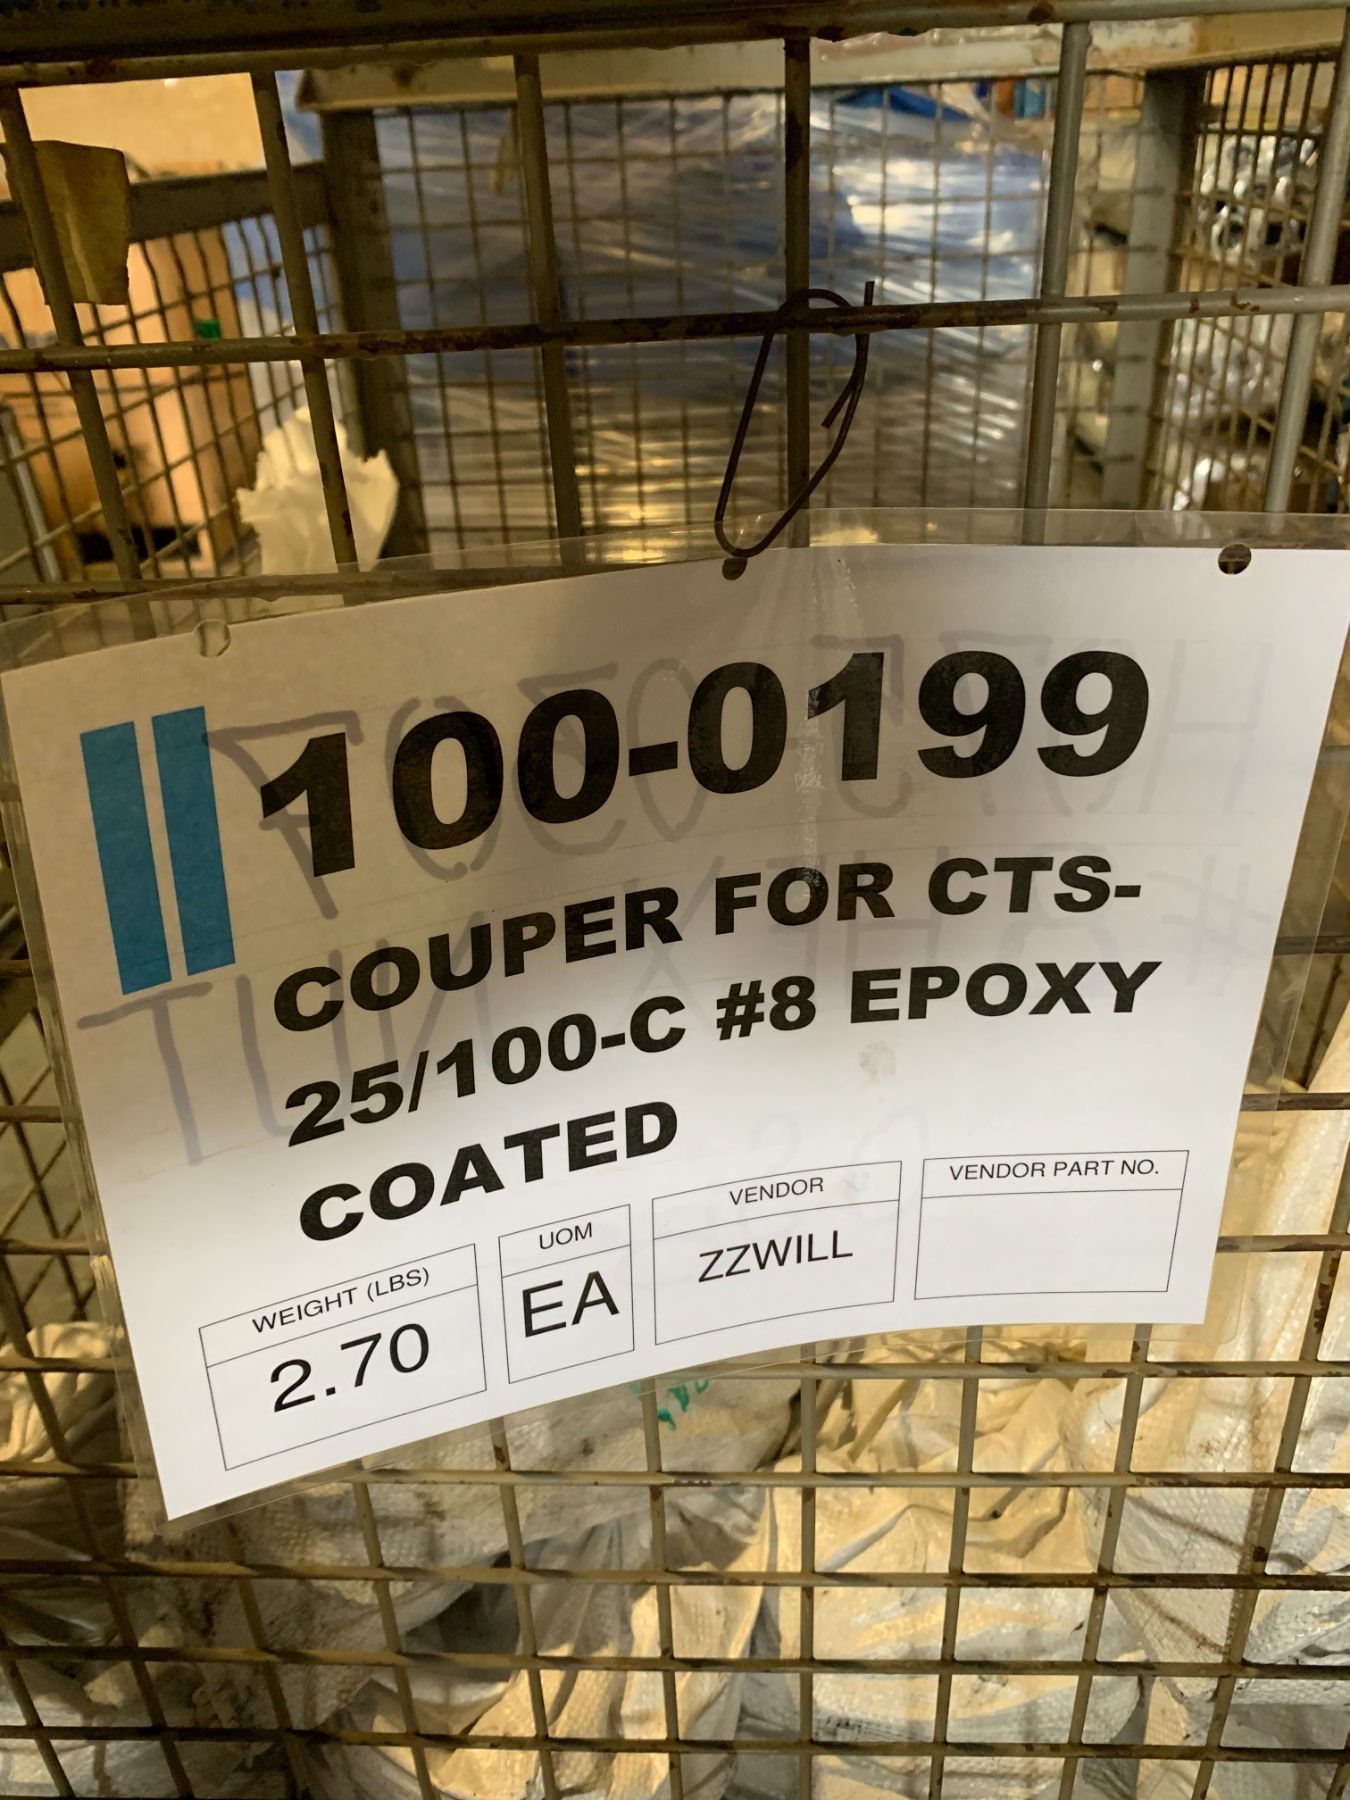 100-0199
COUPER FOR CTS-
25/100-C #8 EPOXY
COATED
WEIGHT (LBS) UOM VENDOR VENDOR PART NO.
2.70 EA ZZWILL